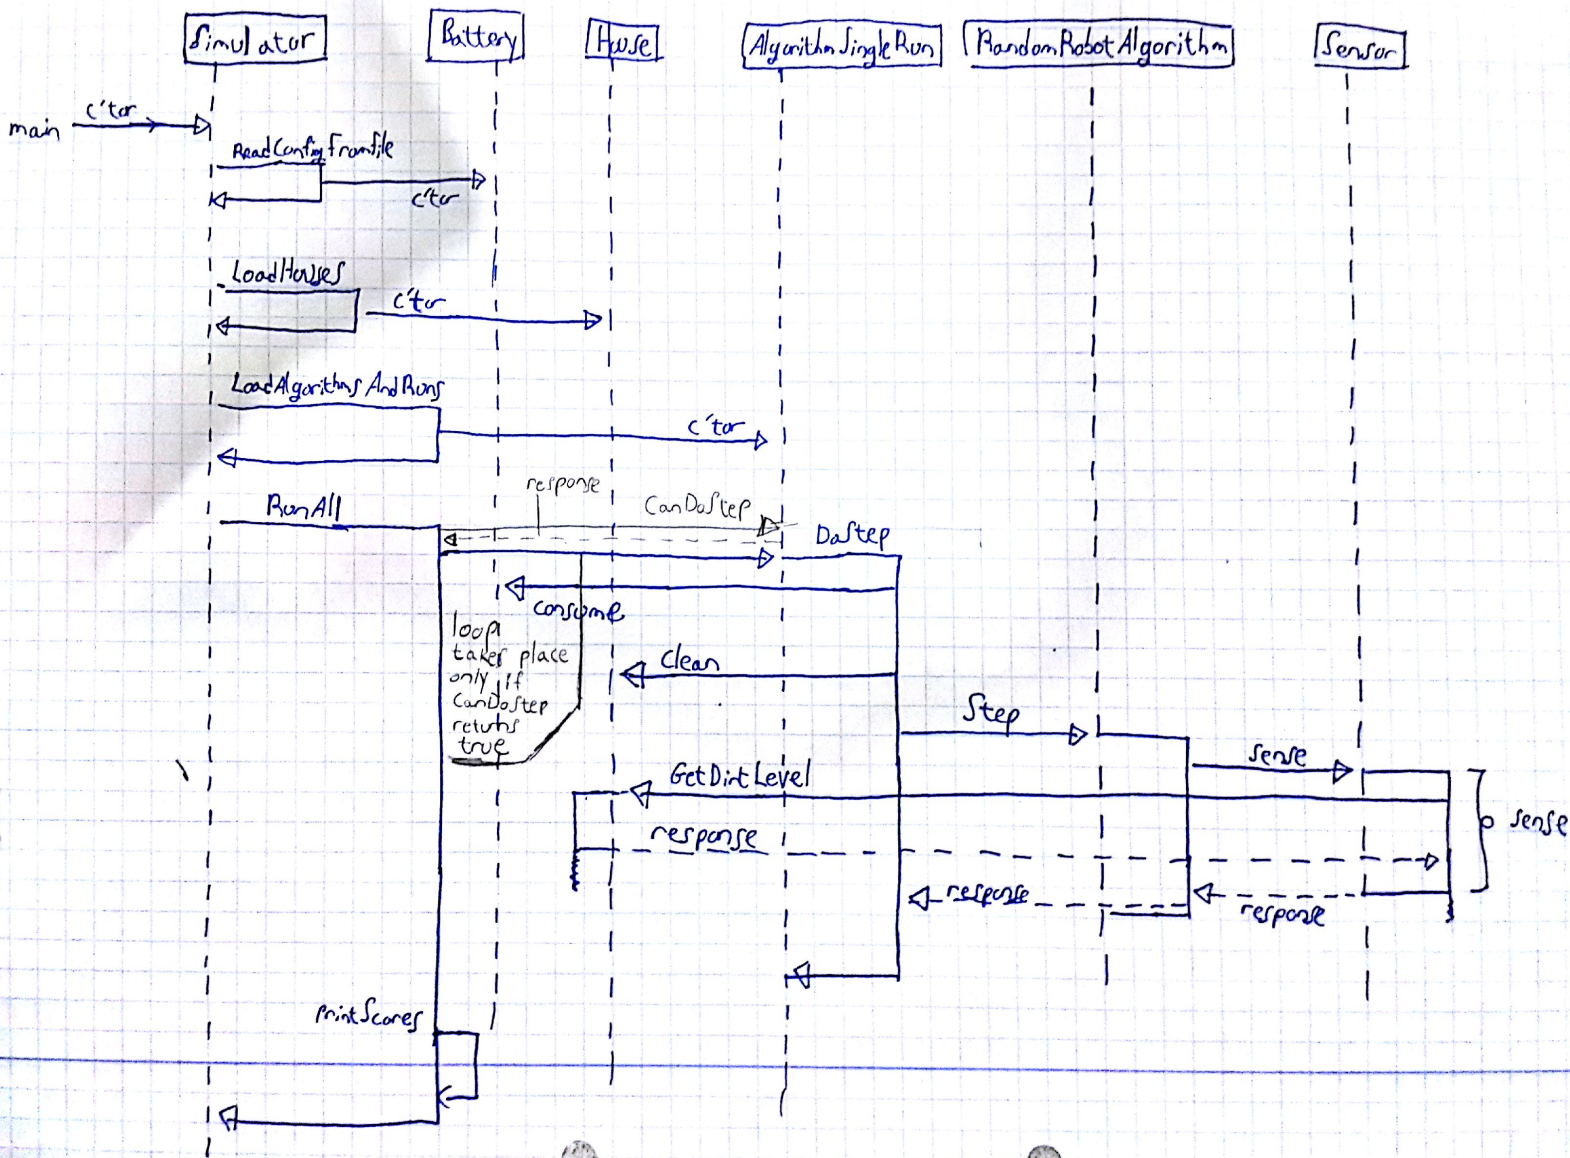 Simulator
Battery
House
AlgorithmSingleRun
RandomRobotAlgorithm
Sensor
main
c'tor
ReadConfigFromfile
c'tor
LoadHouses
c'tor
LoadAlgorithmsAndRuns
c'tor
RunAll
response
CanDoStep
DoStep
consume
loop
takes place
only if
CanDoStep
returns
true
Clean
Step
sense
GetDirtLevel
sense
response
response
response
printScores